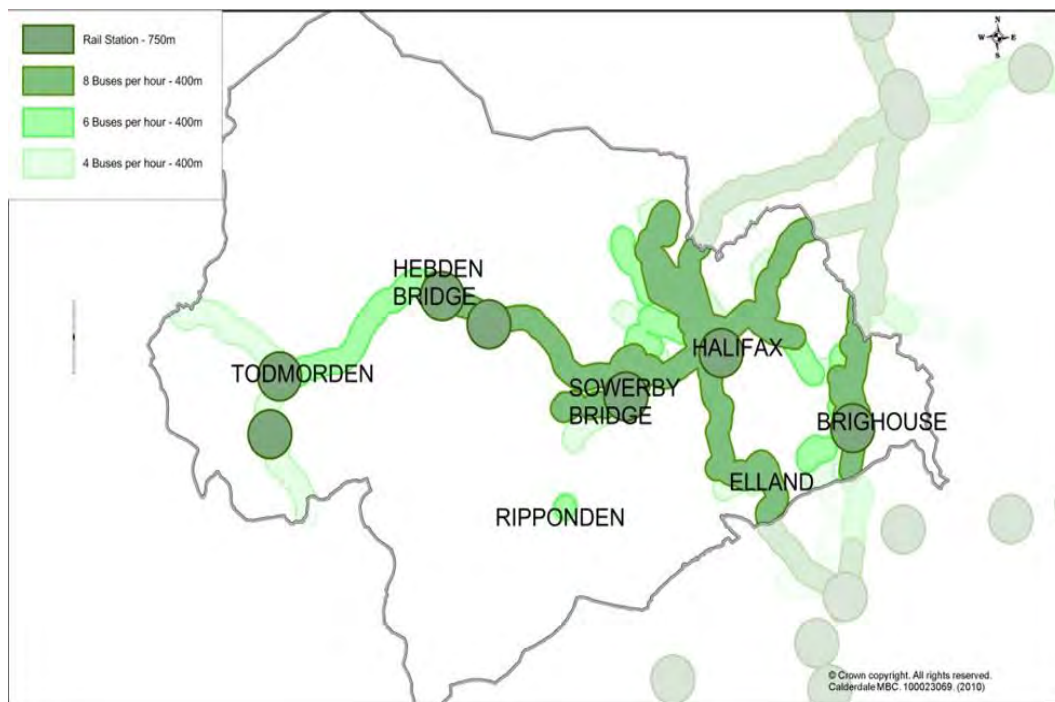 Rail Station - 750m
8 Buses per hour - 400m
6 Buses per hour - 400m
4 Buses per hour - 400m
N
W E
S
HEBDEN
BRIDGE
TODMORDEN
HALIFAX
SOWERBY
BRIDGE
BRIGHOUSE
ELLAND
RIPPONDEN
© Crown copyright. All rights reserved.
Calderdale MBC. 100023069. (2010)